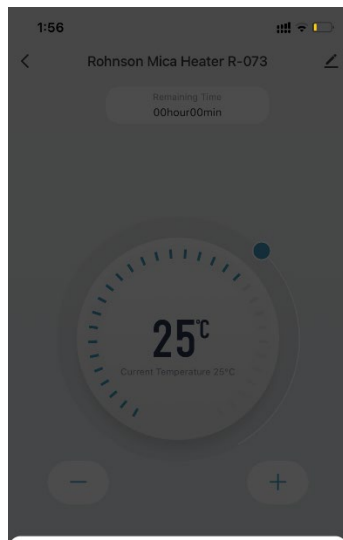 1:56
Rohnson Mica Heater R-073
Remaining Time
00hour00min
25°C
Current Temperature 25°C
− +